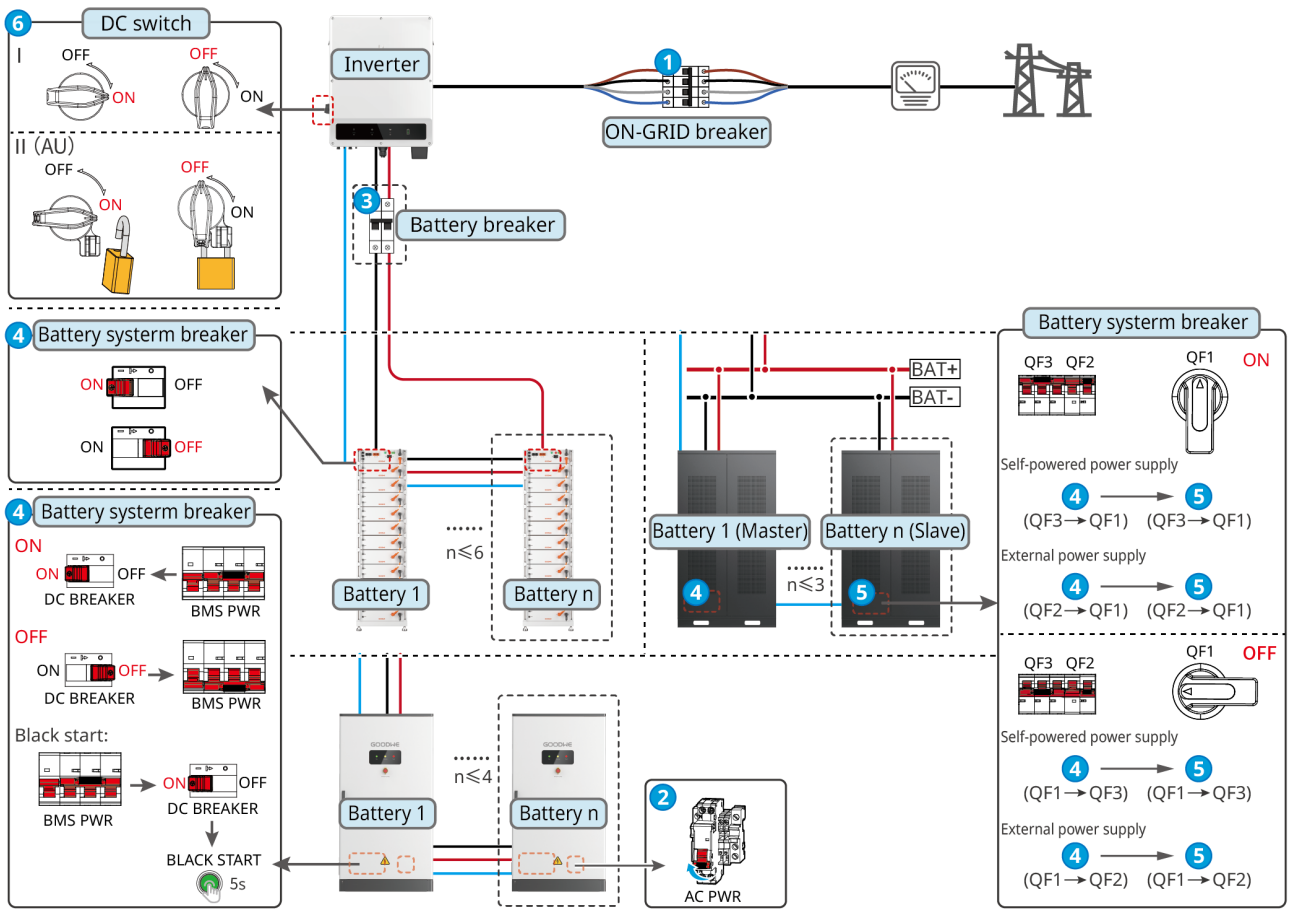 6
DC switch
I
OFF
ON
OFF
ON
II (AU)
OFF
ON
OFF
ON
Inverter
1
ON-GRID breaker
3
Battery breaker
4
Battery systerm breaker
ON
OFF
ON
OFF
4
Battery systerm breaker
ON
ON
OFF
DC BREAKER
BMS PWR
OFF
ON
OFF
DC BREAKER
BMS PWR
Black start:
BMS PWR
ON
OFF
DC BREAKER
BLACK START
5s
......
n≤6
Battery 1
Battery n
BAT+
BAT-
Battery 1 (Master)
Battery n (Slave)
......
n≤3
4
5
GOODWE
GOODWE
......
n≤4
Battery 1
Battery n
2
AC PWR
Battery systerm breaker
QF3 QF2
QF1
ON
Self-powered power supply
4 → 5
(QF3→QF1) (QF3→QF1)
External power supply
4 → 5
(QF2→QF1) (QF2→QF1)
QF3 QF2
QF1
OFF
Self-powered power supply
4 → 5
(QF1→QF3) (QF1→QF3)
External power supply
4 → 5
(QF1→QF2) (QF1→QF2)